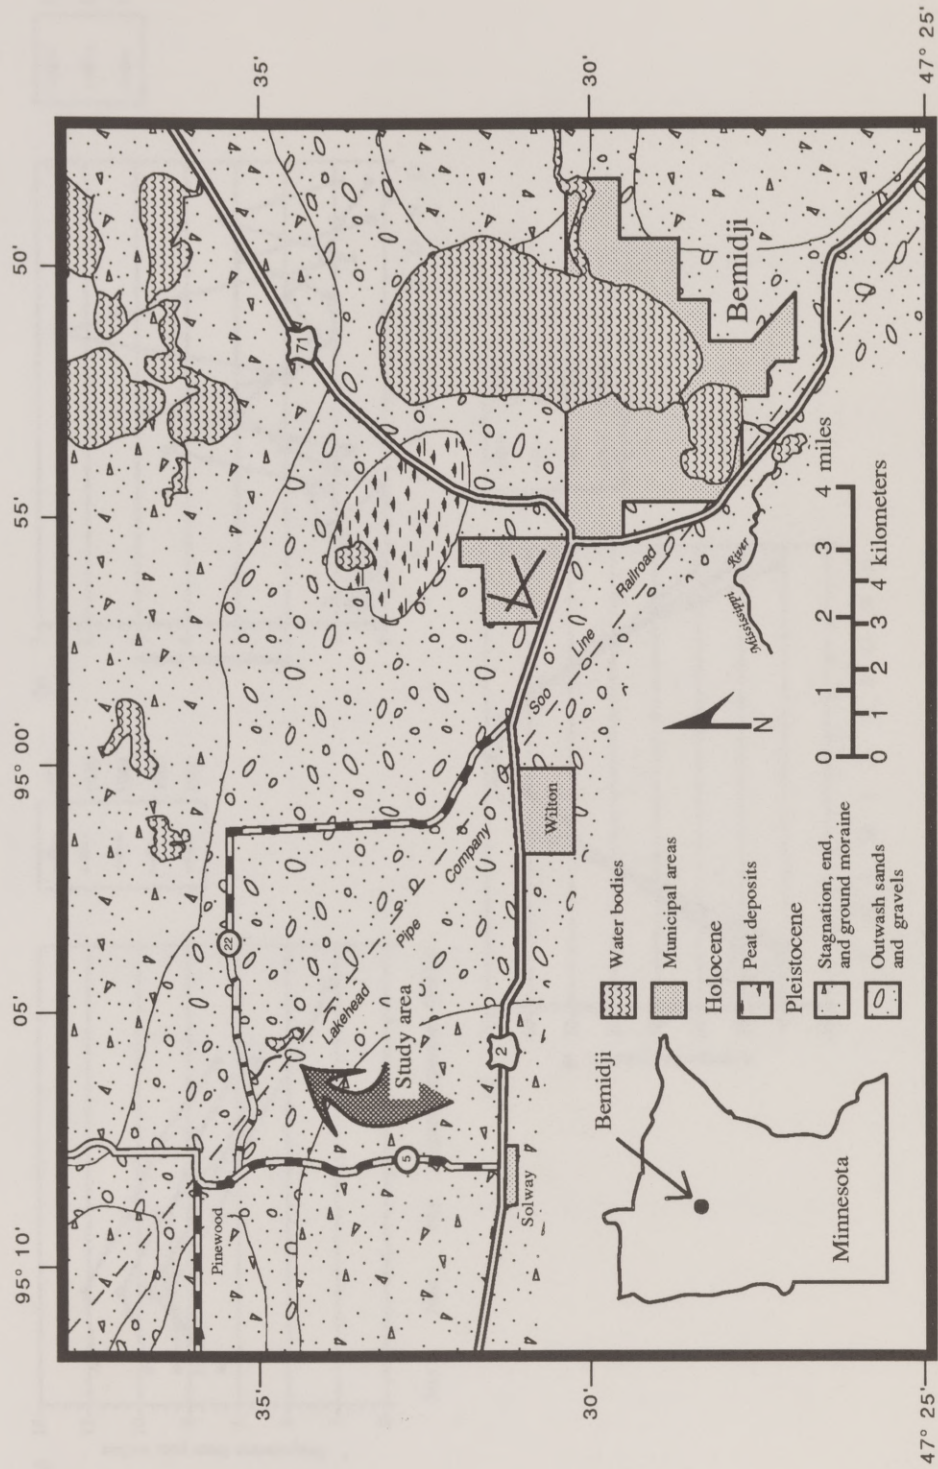 95° 10'
05'
95° 00'
55'
50'
35'
30'
47° 25'
35'
30'
47° 25'
Pinewood
22
71
5
Study area
Lakehead
Pipe
Company
2
Solway
Wilton
Soo
Line
Railroad
Bemidji
Mississippi
River
N
Bemidji
Minnesota
Water bodies
Municipal areas
Holocene
Peat deposits
Pleistocene
Stagnation, end,
and ground moraine
Outwash sands
and gravels
0 1 2 3 4 miles
0 1 2 3 4 kilometers